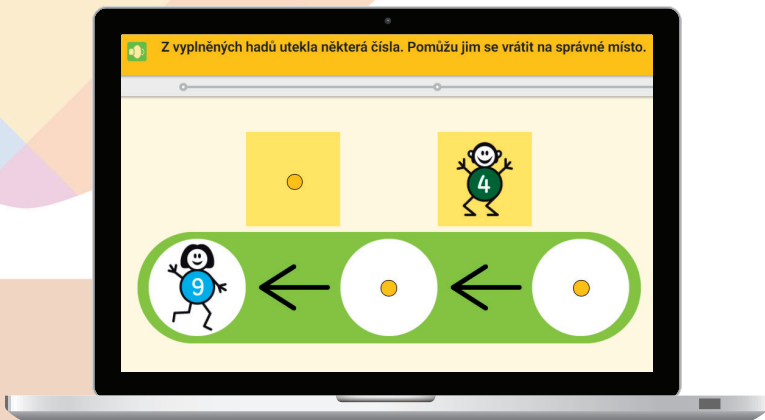 Z vyplněných hadů utekla některá čísla. Pomůžu jim se vrátit na správné místo.
4
9